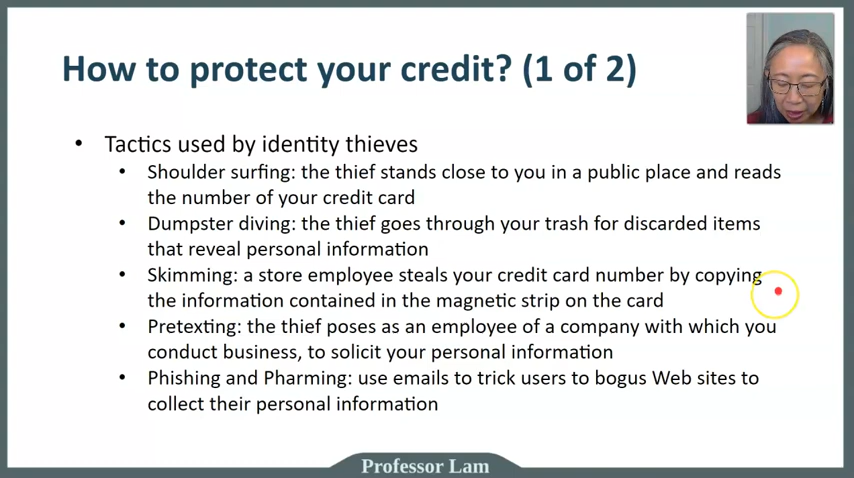 How to protect your credit? (1 of 2)
• Tactics used by identity thieves
• Shoulder surfing: the thief stands close to you in a public place and reads
the number of your credit card
• Dumpster diving: the thief goes through your trash for discarded items
that reveal personal information
• Skimming: a store employee steals your credit card number by copying
the information contained in the magnetic strip on the card
• Pretexting: the thief poses as an employee of a company with which you
conduct business, to solicit your personal information
• Phishing and Pharming: use emails to trick users to bogus Web sites to
collect their personal information
Professor Lam